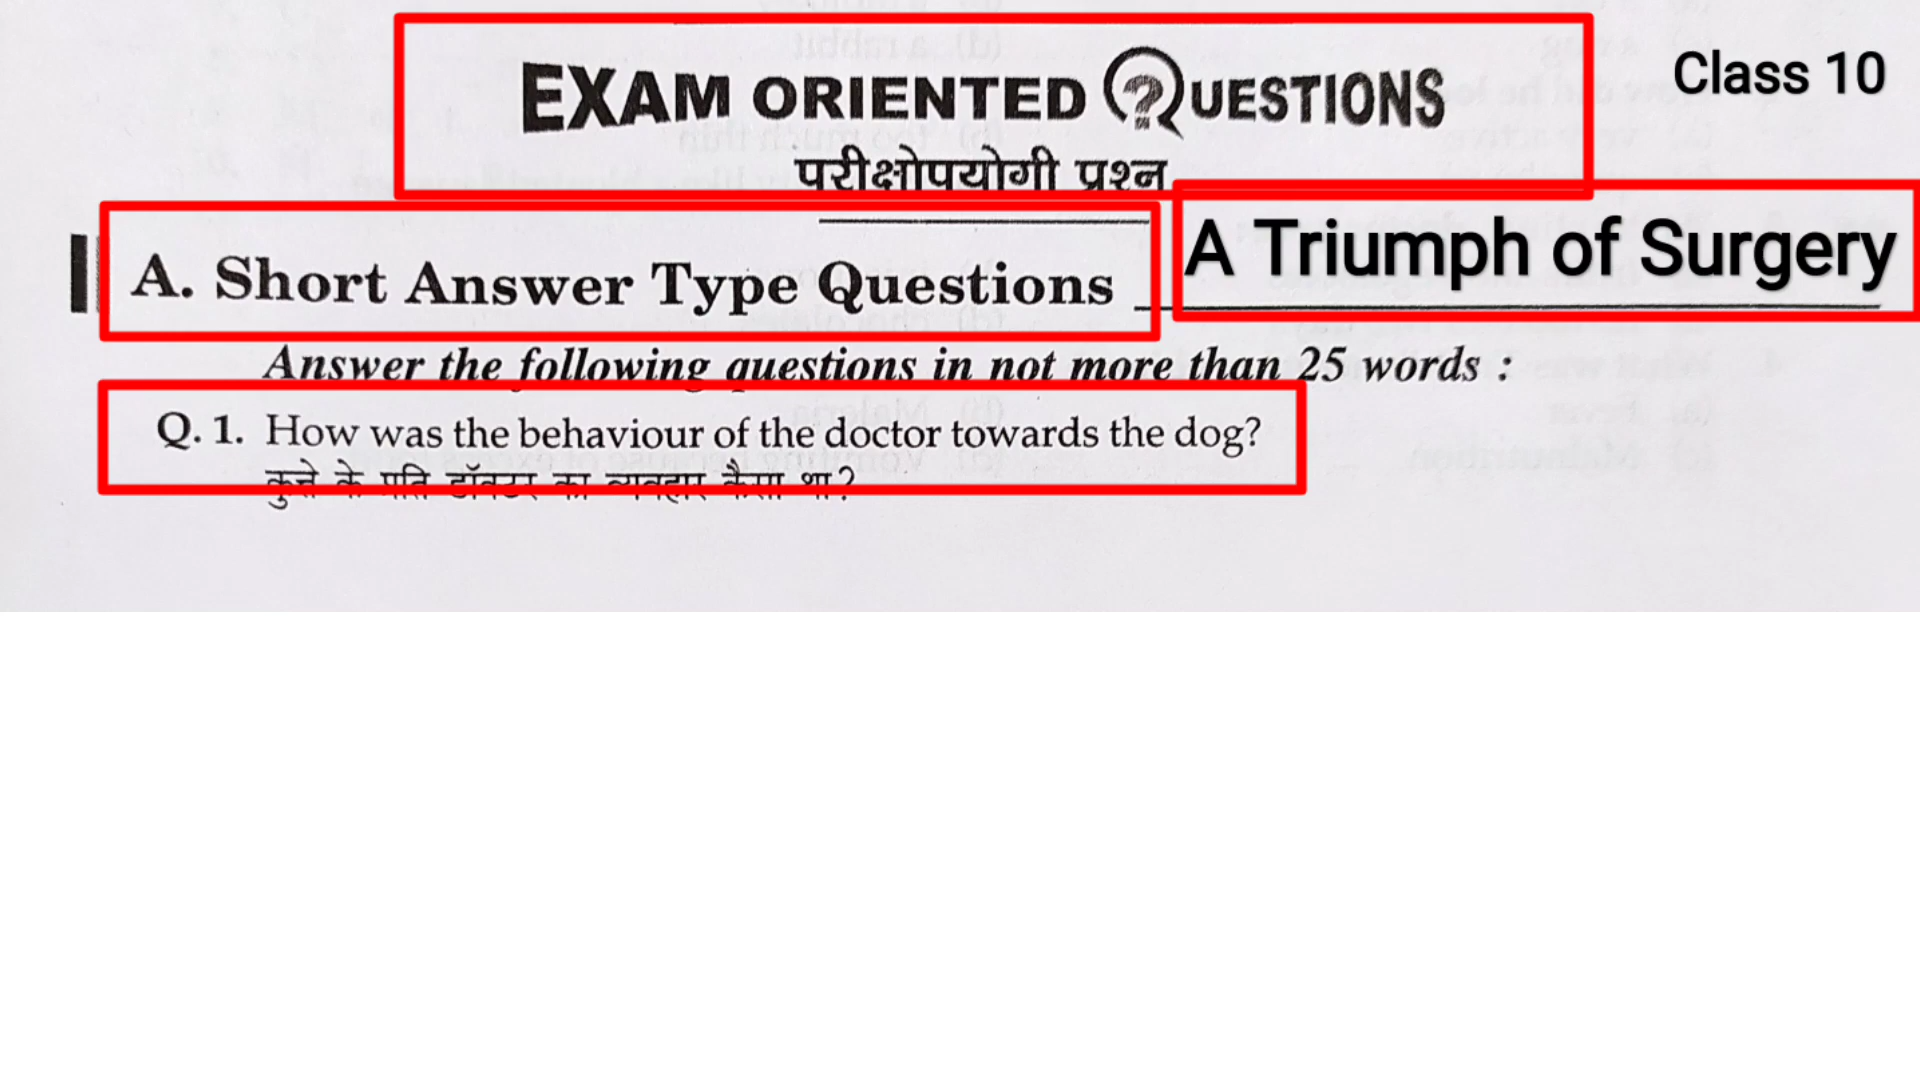 EXAM ORIENTED QUESTIONS
Class 10
परीक्षोपयोगी प्रश्न
A. Short Answer Type Questions
A Triumph of Surgery
Answer the following questions in not more than 25 words :
Q. 1. How was the behaviour of the doctor towards the dog?
कुत्ते के प्रति डॉक्टर का व्यवहार कैसा था?